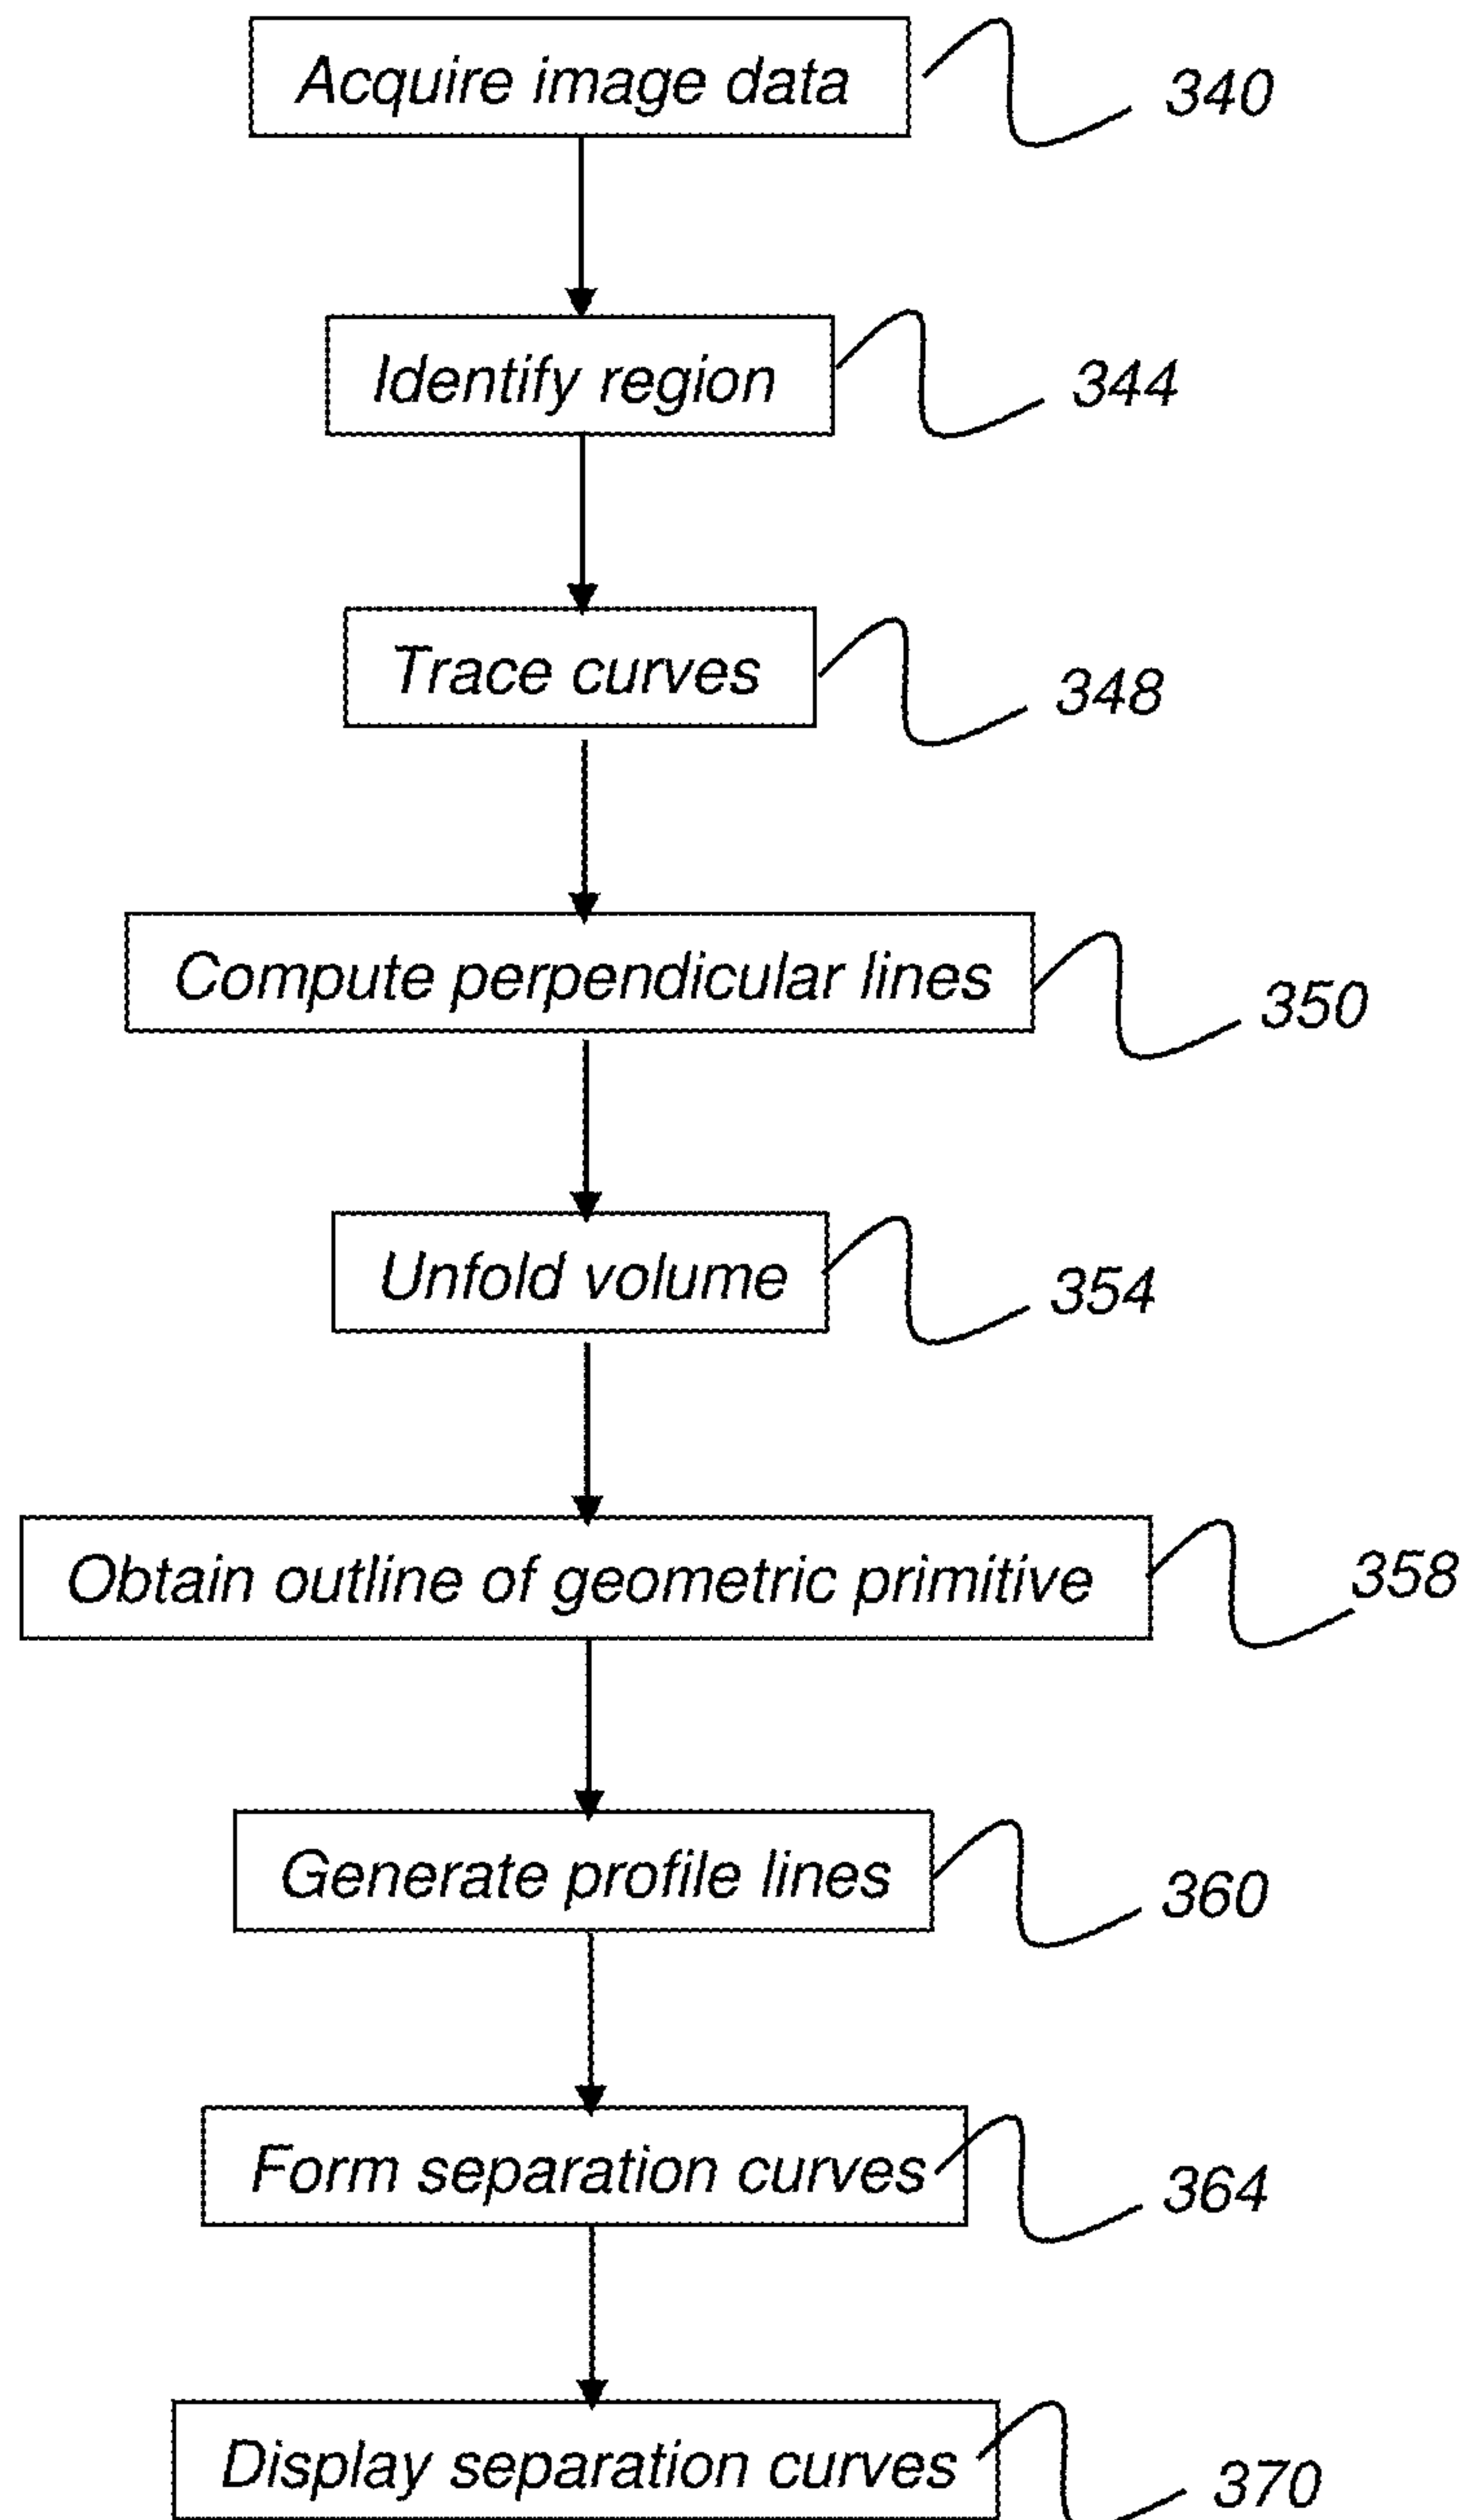 Acquire image data
340
Identify region
344
Trace curves
348
Compute perpendicular lines
350
Unfold volume
354
Obtain outline of geometric primitive
358
Generate profile lines
360
Form separation curves
364
Display separation curves
370